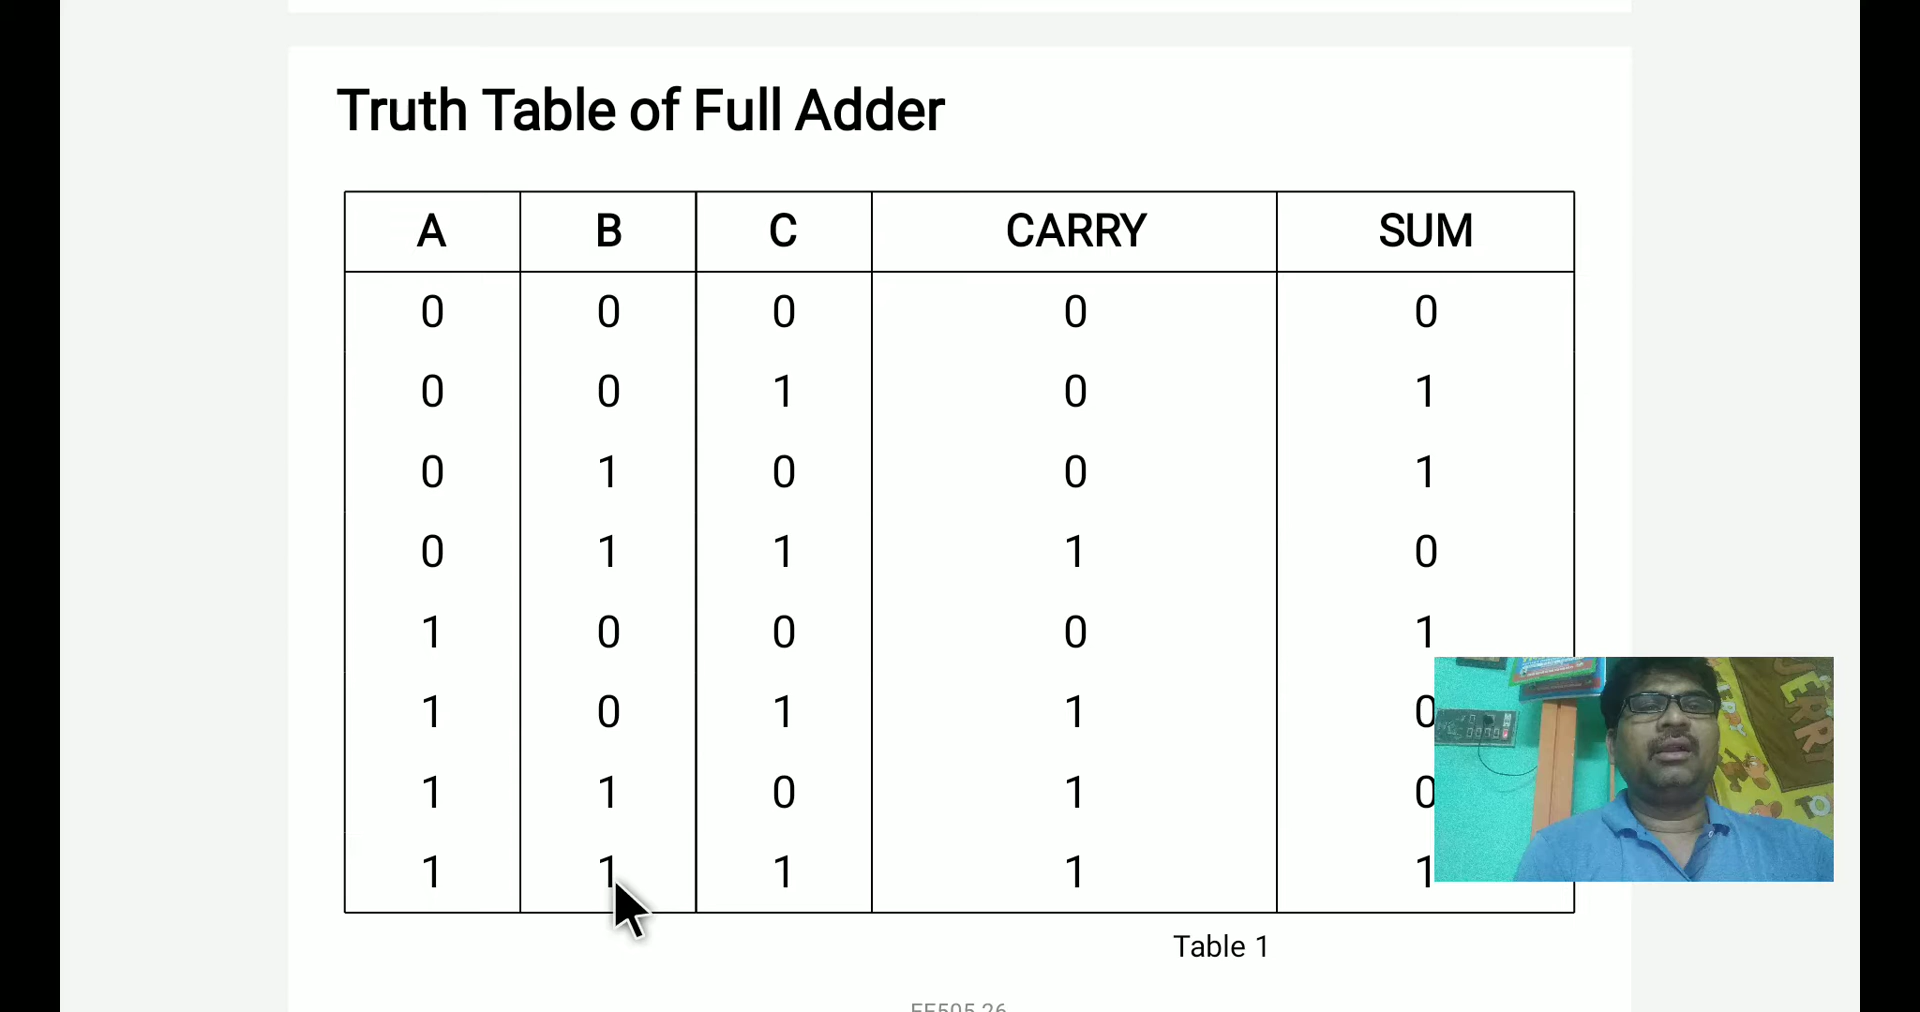 Truth Table of Full Adder
A B C CARRY SUM
0 0 0 0 0
0 0 1 0 1
0 1 0 0 1
0 1 1 1 0
1 0 0 0 1
1 0 1 1 0
1 1 0 1 0
1 1 1 1 1
Table 1